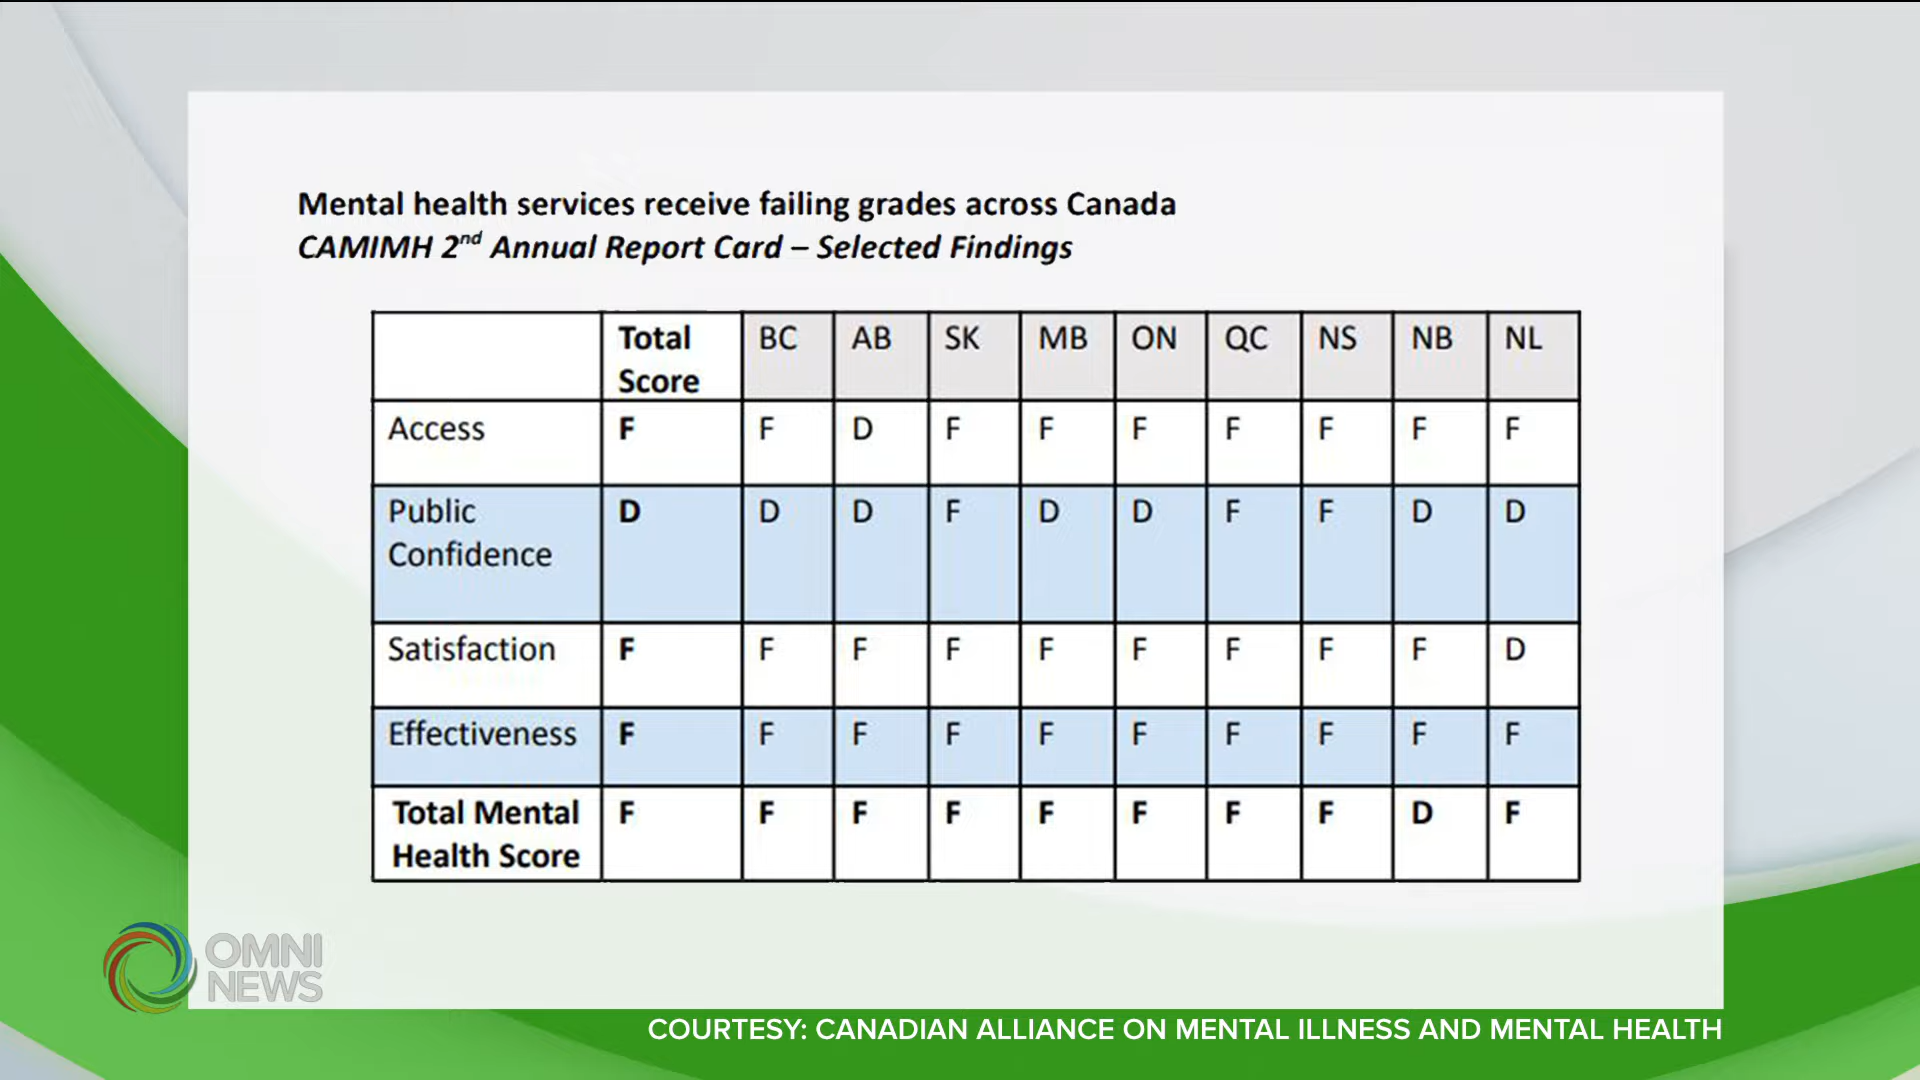 Mental health services receive failing grades across Canada
CAMIMH 2nd Annual Report Card – Selected Findings
Total Score BC AB SK MB ON QC NS NB NL
Access F F D F F F F F F F
Public Confidence D D D F D D F F D D
Satisfaction F F F F F F F F F D
Effectiveness F F F F F F F F F F
Total Mental Health Score F F F F F F F F D F
OMNI
NEWS
COURTESY: CANADIAN ALLIANCE ON MENTAL ILLNESS AND MENTAL HEALTH